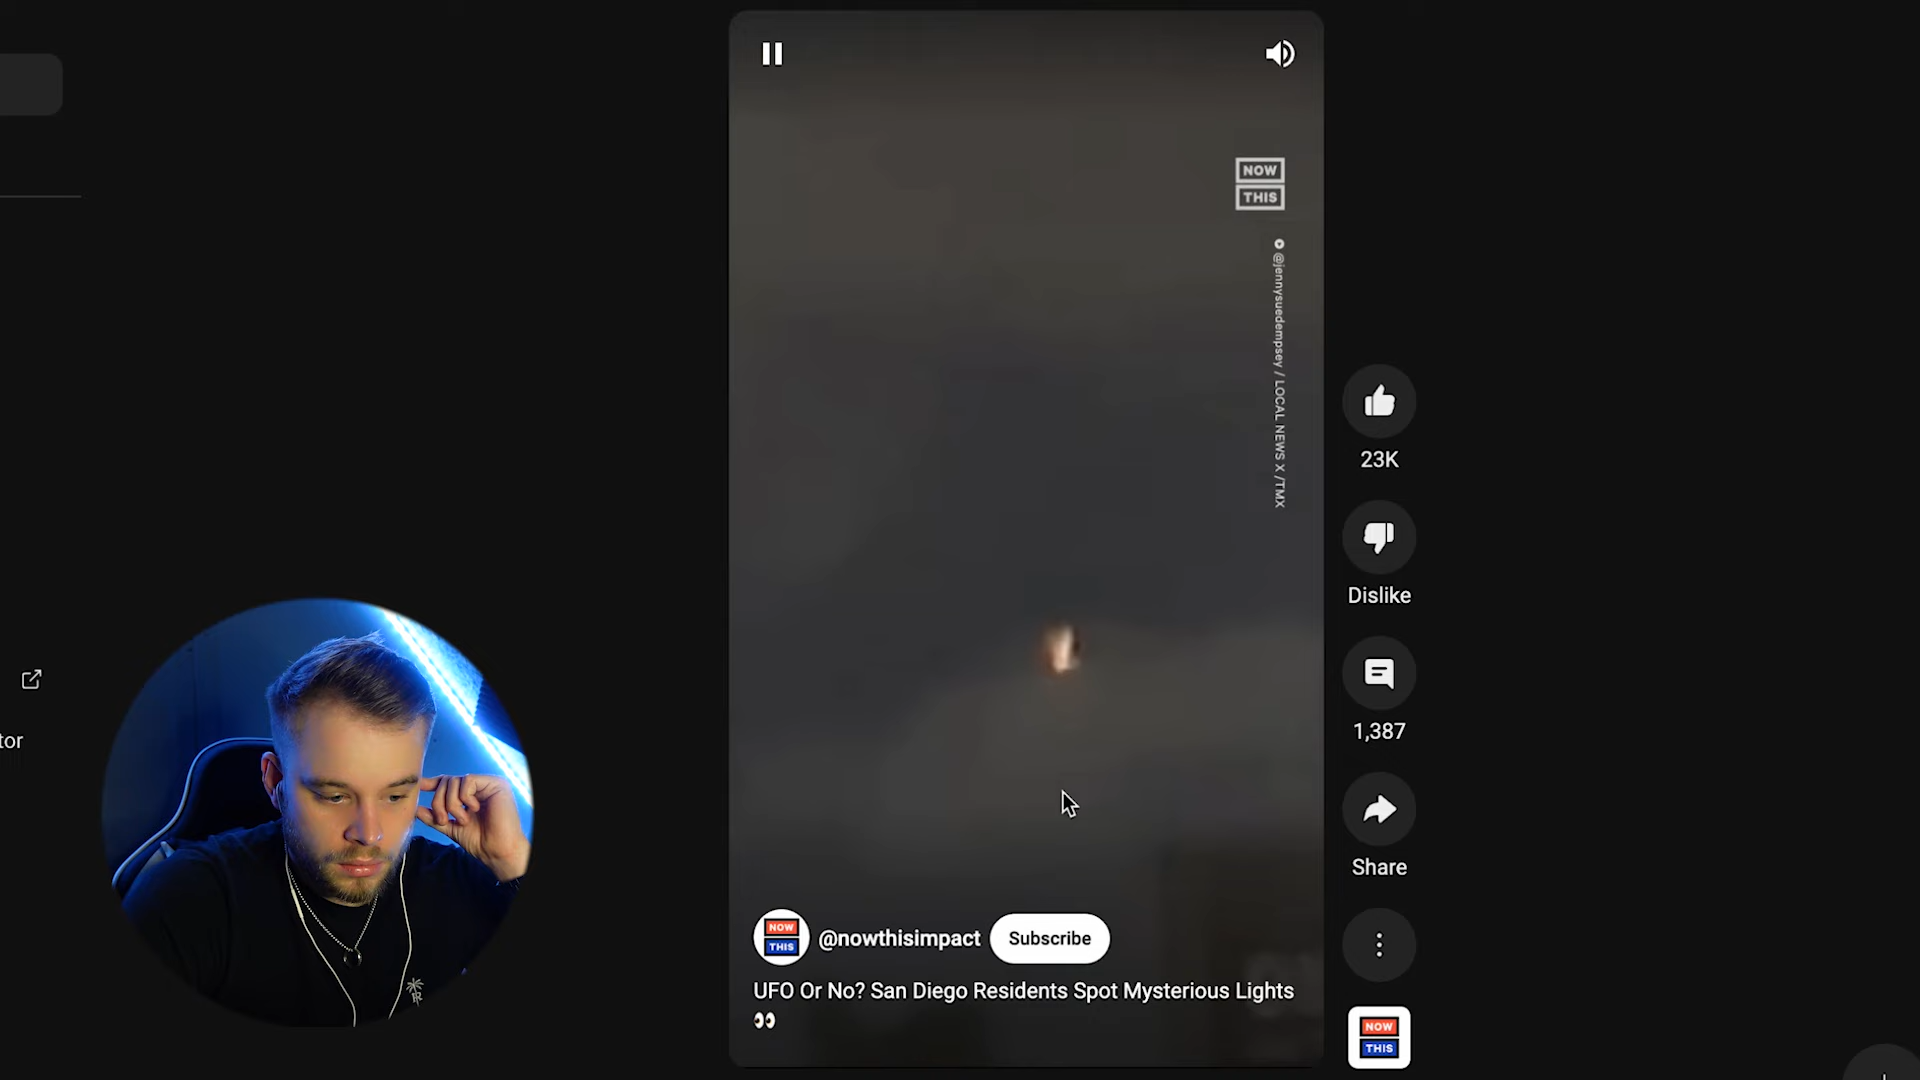 NOW
THIS
@jennysuedempsey / LOCAL NEWS X /TMX
23K
Dislike
1,387
Share
tor
NOW
THIS
@nowthisimpact
Subscribe
UFO Or No? San Diego Residents Spot Mysterious Lights
👀
NOW
THIS